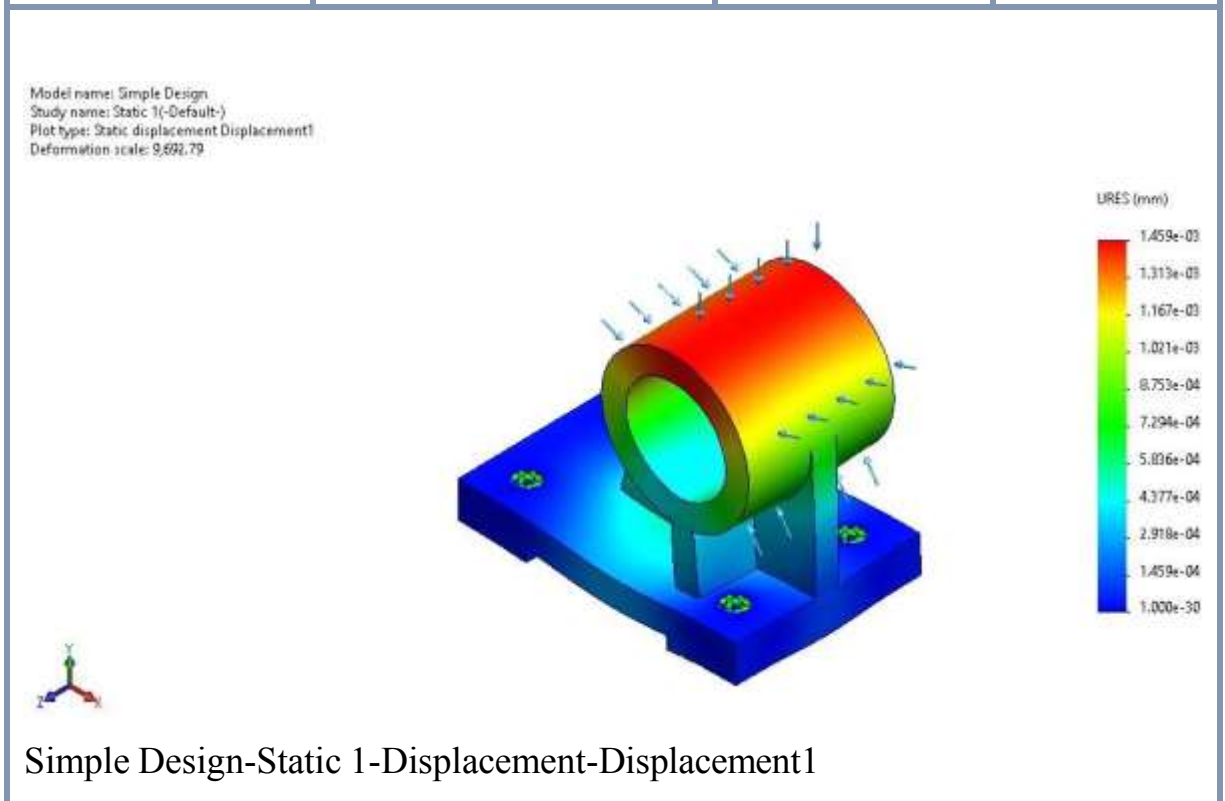 Model name: Simple Design
Study name: Static 1(-Default-)
Plot type: Static displacement Displacement1
Deformation scale: 9,692.79
URES (mm)
1.459e-03
1.313e-03
1.167e-03
1.021e-03
8.753e-04
7.294e-04
5.836e-04
4.377e-04
2.918e-04
1.459e-04
1.000e-30
Y
Z
X
Simple Design-Static 1-Displacement-Displacement1